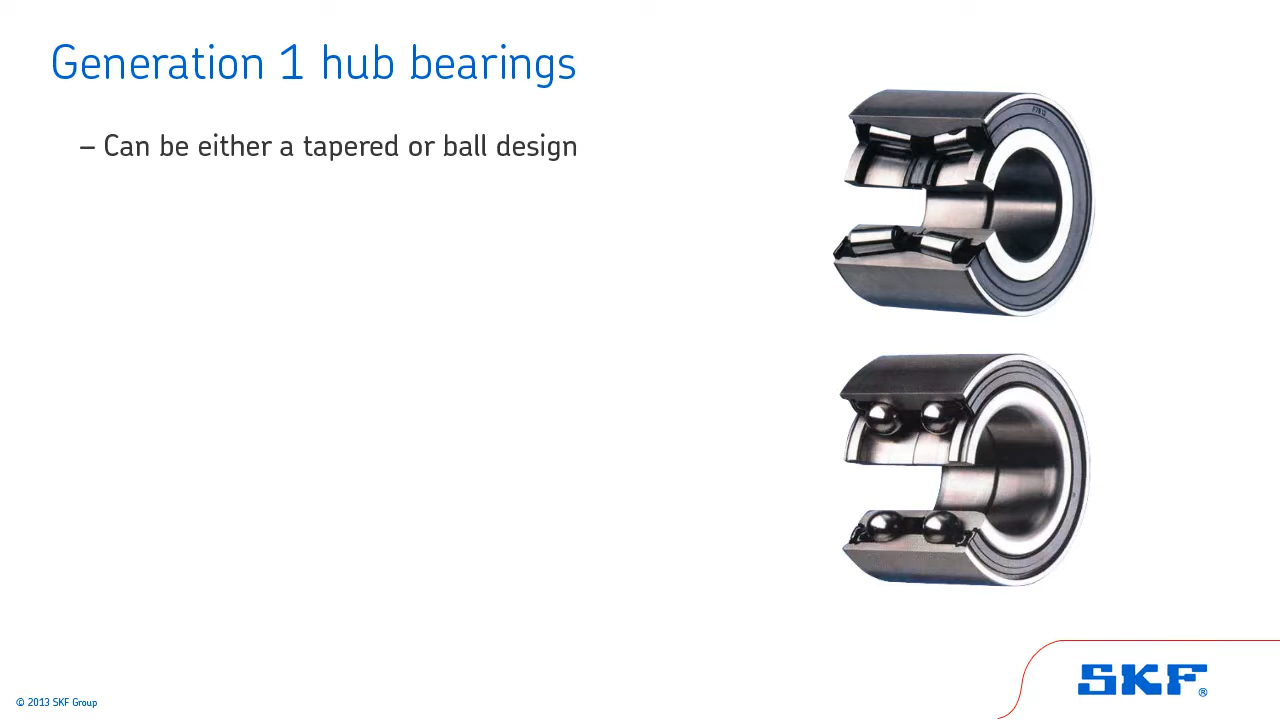 Generation 1 hub bearings
– Can be either a tapered or ball design
© 2013 SKF Group
SKF®